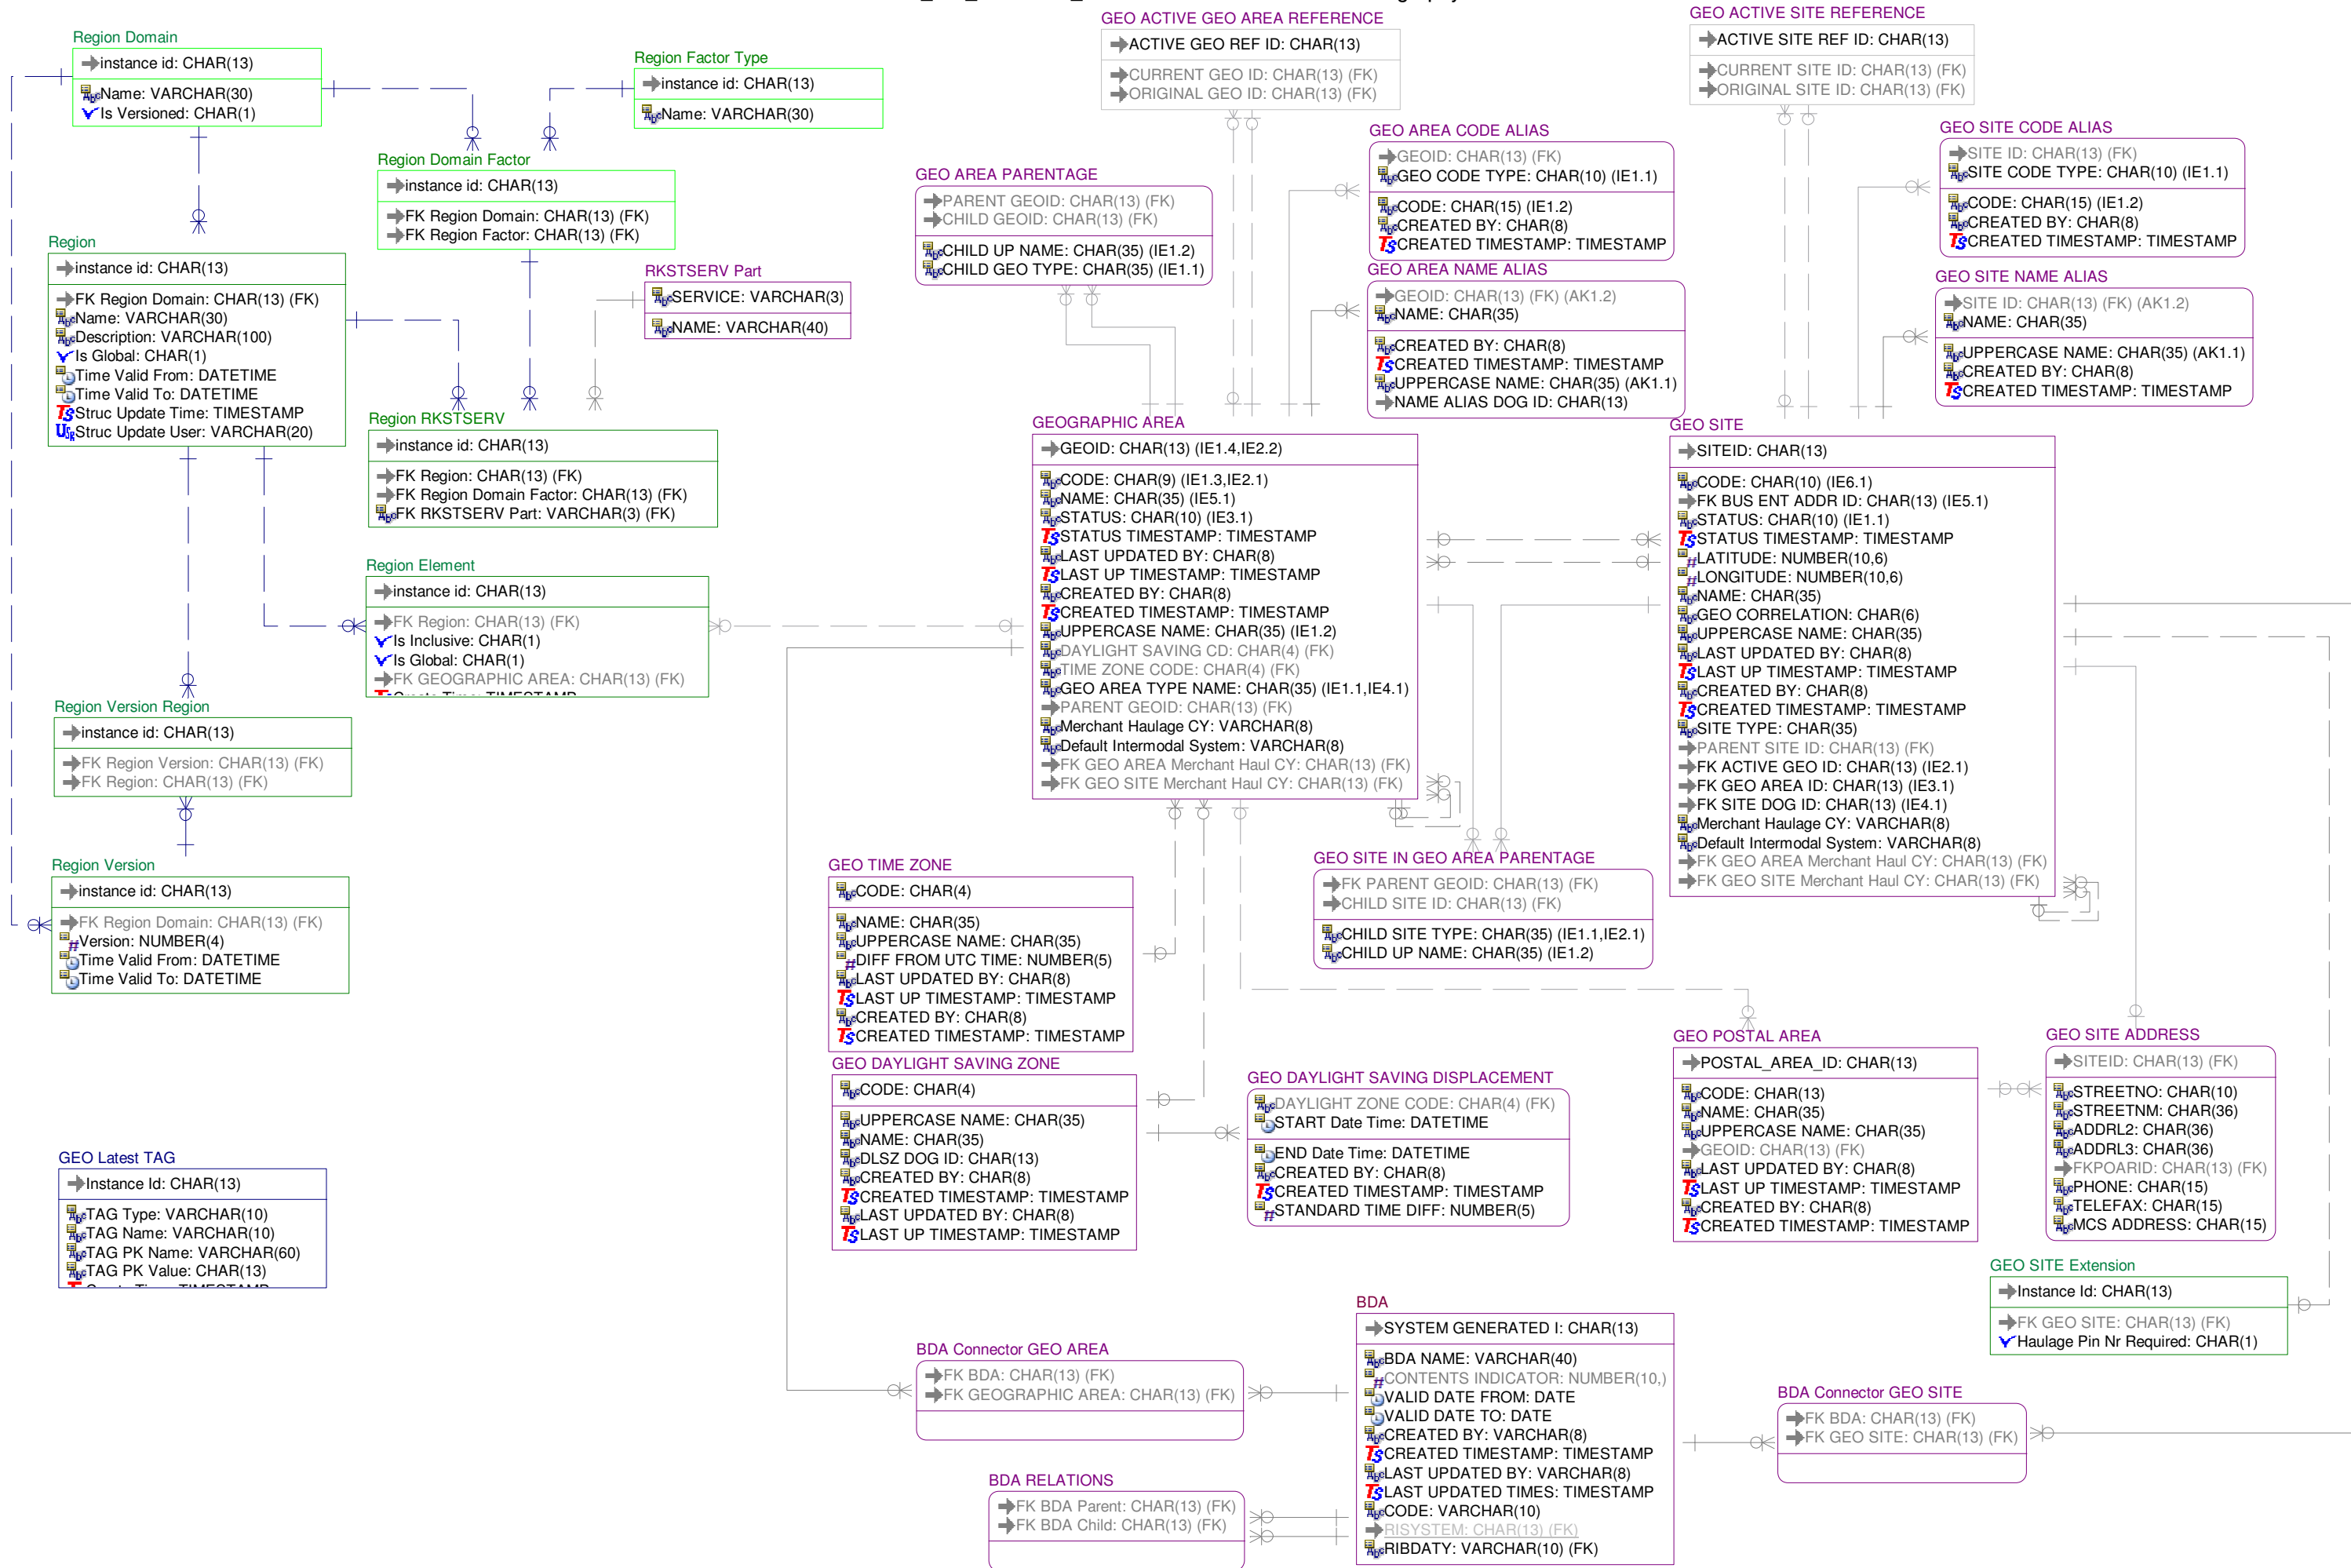 Region Domain
instance id: CHAR(13)
Name: VARCHAR(30)
Is Versioned: CHAR(1)
Region Factor Type
instance id: CHAR(13)
Name: VARCHAR(30)
Region Domain Factor
instance id: CHAR(13)
FK Region Domain: CHAR(13) (FK)
FK Region Factor: CHAR(13) (FK)
Region
instance id: CHAR(13)
FK Region Domain: CHAR(13) (FK)
Name: VARCHAR(30)
Description: VARCHAR(100)
Is Global: CHAR(1)
Time Valid From: DATETIME
Time Valid To: DATETIME
Struc Update Time: TIMESTAMP
Struc Update User: VARCHAR(20)
RKSTSERV Part
SERVICE: VARCHAR(3)
NAME: VARCHAR(40)
Region RKSTSERV
instance id: CHAR(13)
FK Region: CHAR(13) (FK)
FK Region Domain Factor: CHAR(13) (FK)
FK RKSTSERV Part: VARCHAR(3) (FK)
Region Element
instance id: CHAR(13)
FK Region: CHAR(13) (FK)
Is Inclusive: CHAR(1)
Is Global: CHAR(1)
FK GEOGRAPHIC AREA: CHAR(13) (FK)
Region Version Region
instance id: CHAR(13)
FK Region Version: CHAR(13) (FK)
FK Region: CHAR(13) (FK)
Region Version
instance id: CHAR(13)
FK Region Domain: CHAR(13) (FK)
Version: NUMBER(4)
Time Valid From: DATETIME
Time Valid To: DATETIME
GEO Latest TAG
Instance Id: CHAR(13)
TAG Type: VARCHAR(10)
TAG Name: VARCHAR(10)
TAG PK Name: VARCHAR(60)
TAG PK Value: CHAR(13)
GEO ACTIVE GEO AREA REFERENCE
ACTIVE GEO REF ID: CHAR(13)
CURRENT GEO ID: CHAR(13) (FK)
ORIGINAL GEO ID: CHAR(13) (FK)
GEO ACTIVE SITE REFERENCE
ACTIVE SITE REF ID: CHAR(13)
CURRENT SITE ID: CHAR(13) (FK)
ORIGINAL SITE ID: CHAR(13) (FK)
GEO AREA PARENTAGE
PARENT GEOID: CHAR(13) (FK)
CHILD GEOID: CHAR(13) (FK)
CHILD UP NAME: CHAR(35) (IE1.2)
CHILD GEO TYPE: CHAR(35) (IE1.1)
GEO AREA CODE ALIAS
GEOID: CHAR(13) (FK)
GEO CODE TYPE: CHAR(10) (IE1.1)
CODE: CHAR(15) (IE1.2)
CREATED BY: CHAR(8)
CREATED TIMESTAMP: TIMESTAMP
GEO AREA NAME ALIAS
GEOID: CHAR(13) (FK) (AK1.2)
NAME: CHAR(35)
CREATED BY: CHAR(8)
CREATED TIMESTAMP: TIMESTAMP
UPPERCASE NAME: CHAR(35) (AK1.1)
NAME ALIAS DOG ID: CHAR(13)
GEO SITE CODE ALIAS
SITE ID: CHAR(13) (FK)
SITE CODE TYPE: CHAR(10) (IE1.1)
CODE: CHAR(15) (IE1.2)
CREATED BY: CHAR(8)
CREATED TIMESTAMP: TIMESTAMP
GEO SITE NAME ALIAS
SITE ID: CHAR(13) (FK) (AK1.2)
NAME: CHAR(35)
UPPERCASE NAME: CHAR(35) (AK1.1)
CREATED BY: CHAR(8)
CREATED TIMESTAMP: TIMESTAMP
GEOGRAPHIC AREA
GEOID: CHAR(13) (IE1.4,IE2.2)
CODE: CHAR(9) (IE1.3,IE2.1)
NAME: CHAR(35) (IE5.1)
STATUS: CHAR(10) (IE3.1)
STATUS TIMESTAMP: TIMESTAMP
LAST UPDATED BY: CHAR(8)
LAST UP TIMESTAMP: TIMESTAMP
CREATED BY: CHAR(8)
CREATED TIMESTAMP: TIMESTAMP
UPPERCASE NAME: CHAR(35) (IE1.2)
DAYLIGHT SAVING CD: CHAR(4) (FK)
TIME ZONE CODE: CHAR(4) (FK)
GEO AREA TYPE NAME: CHAR(35) (IE1.1,IE4.1)
PARENT GEOID: CHAR(13) (FK)
Merchant Haulage CY: VARCHAR(8)
Default Intermodal System: VARCHAR(8)
FK GEO AREA Merchant Haul CY: CHAR(13) (FK)
FK GEO SITE Merchant Haul CY: CHAR(13) (FK)
GEO SITE
SITEID: CHAR(13)
CODE: CHAR(10) (IE6.1)
FK BUS ENT ADDR ID: CHAR(13) (IE5.1)
STATUS: CHAR(10) (IE1.1)
STATUS TIMESTAMP: TIMESTAMP
LATITUDE: NUMBER(10,6)
LONGITUDE: NUMBER(10,6)
NAME: CHAR(35)
GEO CORRELATION: CHAR(6)
UPPERCASE NAME: CHAR(35)
LAST UPDATED BY: CHAR(8)
LAST UP TIMESTAMP: TIMESTAMP
CREATED BY: CHAR(8)
CREATED TIMESTAMP: TIMESTAMP
SITE TYPE: CHAR(35)
PARENT SITE ID: CHAR(13) (FK)
FK ACTIVE GEO ID: CHAR(13) (IE2.1)
FK GEO AREA ID: CHAR(13) (IE3.1)
FK SITE DOG ID: CHAR(13) (IE4.1)
Merchant Haulage CY: VARCHAR(8)
Default Intermodal System: VARCHAR(8)
FK GEO AREA Merchant Haul CY: CHAR(13) (FK)
FK GEO SITE Merchant Haul CY: CHAR(13) (FK)
GEO TIME ZONE
CODE: CHAR(4)
NAME: CHAR(35)
UPPERCASE NAME: CHAR(35)
DIFF FROM UTC TIME: NUMBER(5)
LAST UPDATED BY: CHAR(8)
LAST UP TIMESTAMP: TIMESTAMP
CREATED BY: CHAR(8)
CREATED TIMESTAMP: TIMESTAMP
GEO SITE IN GEO AREA PARENTAGE
FK PARENT GEOID: CHAR(13) (FK)
CHILD SITE ID: CHAR(13) (FK)
CHILD SITE TYPE: CHAR(35) (IE1.1,IE2.1)
CHILD UP NAME: CHAR(35) (IE1.2)
GEO DAYLIGHT SAVING ZONE
CODE: CHAR(4)
UPPERCASE NAME: CHAR(35)
NAME: CHAR(35)
DLSZ DOG ID: CHAR(13)
CREATED BY: CHAR(8)
CREATED TIMESTAMP: TIMESTAMP
LAST UPDATED BY: CHAR(8)
LAST UP TIMESTAMP: TIMESTAMP
GEO DAYLIGHT SAVING DISPLACEMENT
DAYLIGHT ZONE CODE: CHAR(4) (FK)
START Date Time: DATETIME
END Date Time: DATETIME
CREATED BY: CHAR(8)
CREATED TIMESTAMP: TIMESTAMP
STANDARD TIME DIFF: NUMBER(5)
GEO POSTAL AREA
POSTAL_AREA_ID: CHAR(13)
CODE: CHAR(13)
NAME: CHAR(35)
UPPERCASE NAME: CHAR(35)
GEOID: CHAR(13) (FK)
LAST UPDATED BY: CHAR(8)
LAST UP TIMESTAMP: TIMESTAMP
CREATED BY: CHAR(8)
CREATED TIMESTAMP: TIMESTAMP
GEO SITE ADDRESS
SITEID: CHAR(13) (FK)
STREETNO: CHAR(10)
STREETNM: CHAR(36)
ADDRL2: CHAR(36)
ADDRL3: CHAR(36)
FKPOARID: CHAR(13) (FK)
PHONE: CHAR(15)
TELEFAX: CHAR(15)
MCS ADDRESS: CHAR(15)
GEO SITE Extension
Instance Id: CHAR(13)
FK GEO SITE: CHAR(13) (FK)
Haulage Pin Nr Required: CHAR(1)
BDA
SYSTEM GENERATED I: CHAR(13)
BDA NAME: VARCHAR(40)
CONTENTS INDICATOR: NUMBER(10,)
VALID DATE FROM: DATE
VALID DATE TO: DATE
CREATED BY: VARCHAR(8)
CREATED TIMESTAMP: TIMESTAMP
LAST UPDATED BY: VARCHAR(8)
LAST UPDATED TIMES: TIMESTAMP
CODE: VARCHAR(10)
RISYSTEM: CHAR(13) (FK)
RIBDATY: VARCHAR(10) (FK)
BDA Connector GEO AREA
FK BDA: CHAR(13) (FK)
FK GEOGRAPHIC AREA: CHAR(13) (FK)
BDA RELATIONS
FK BDA Parent: CHAR(13) (FK)
FK BDA Child: CHAR(13) (FK)
BDA Connector GEO SITE
FK BDA: CHAR(13) (FK)
FK GEO SITE: CHAR(13) (FK)